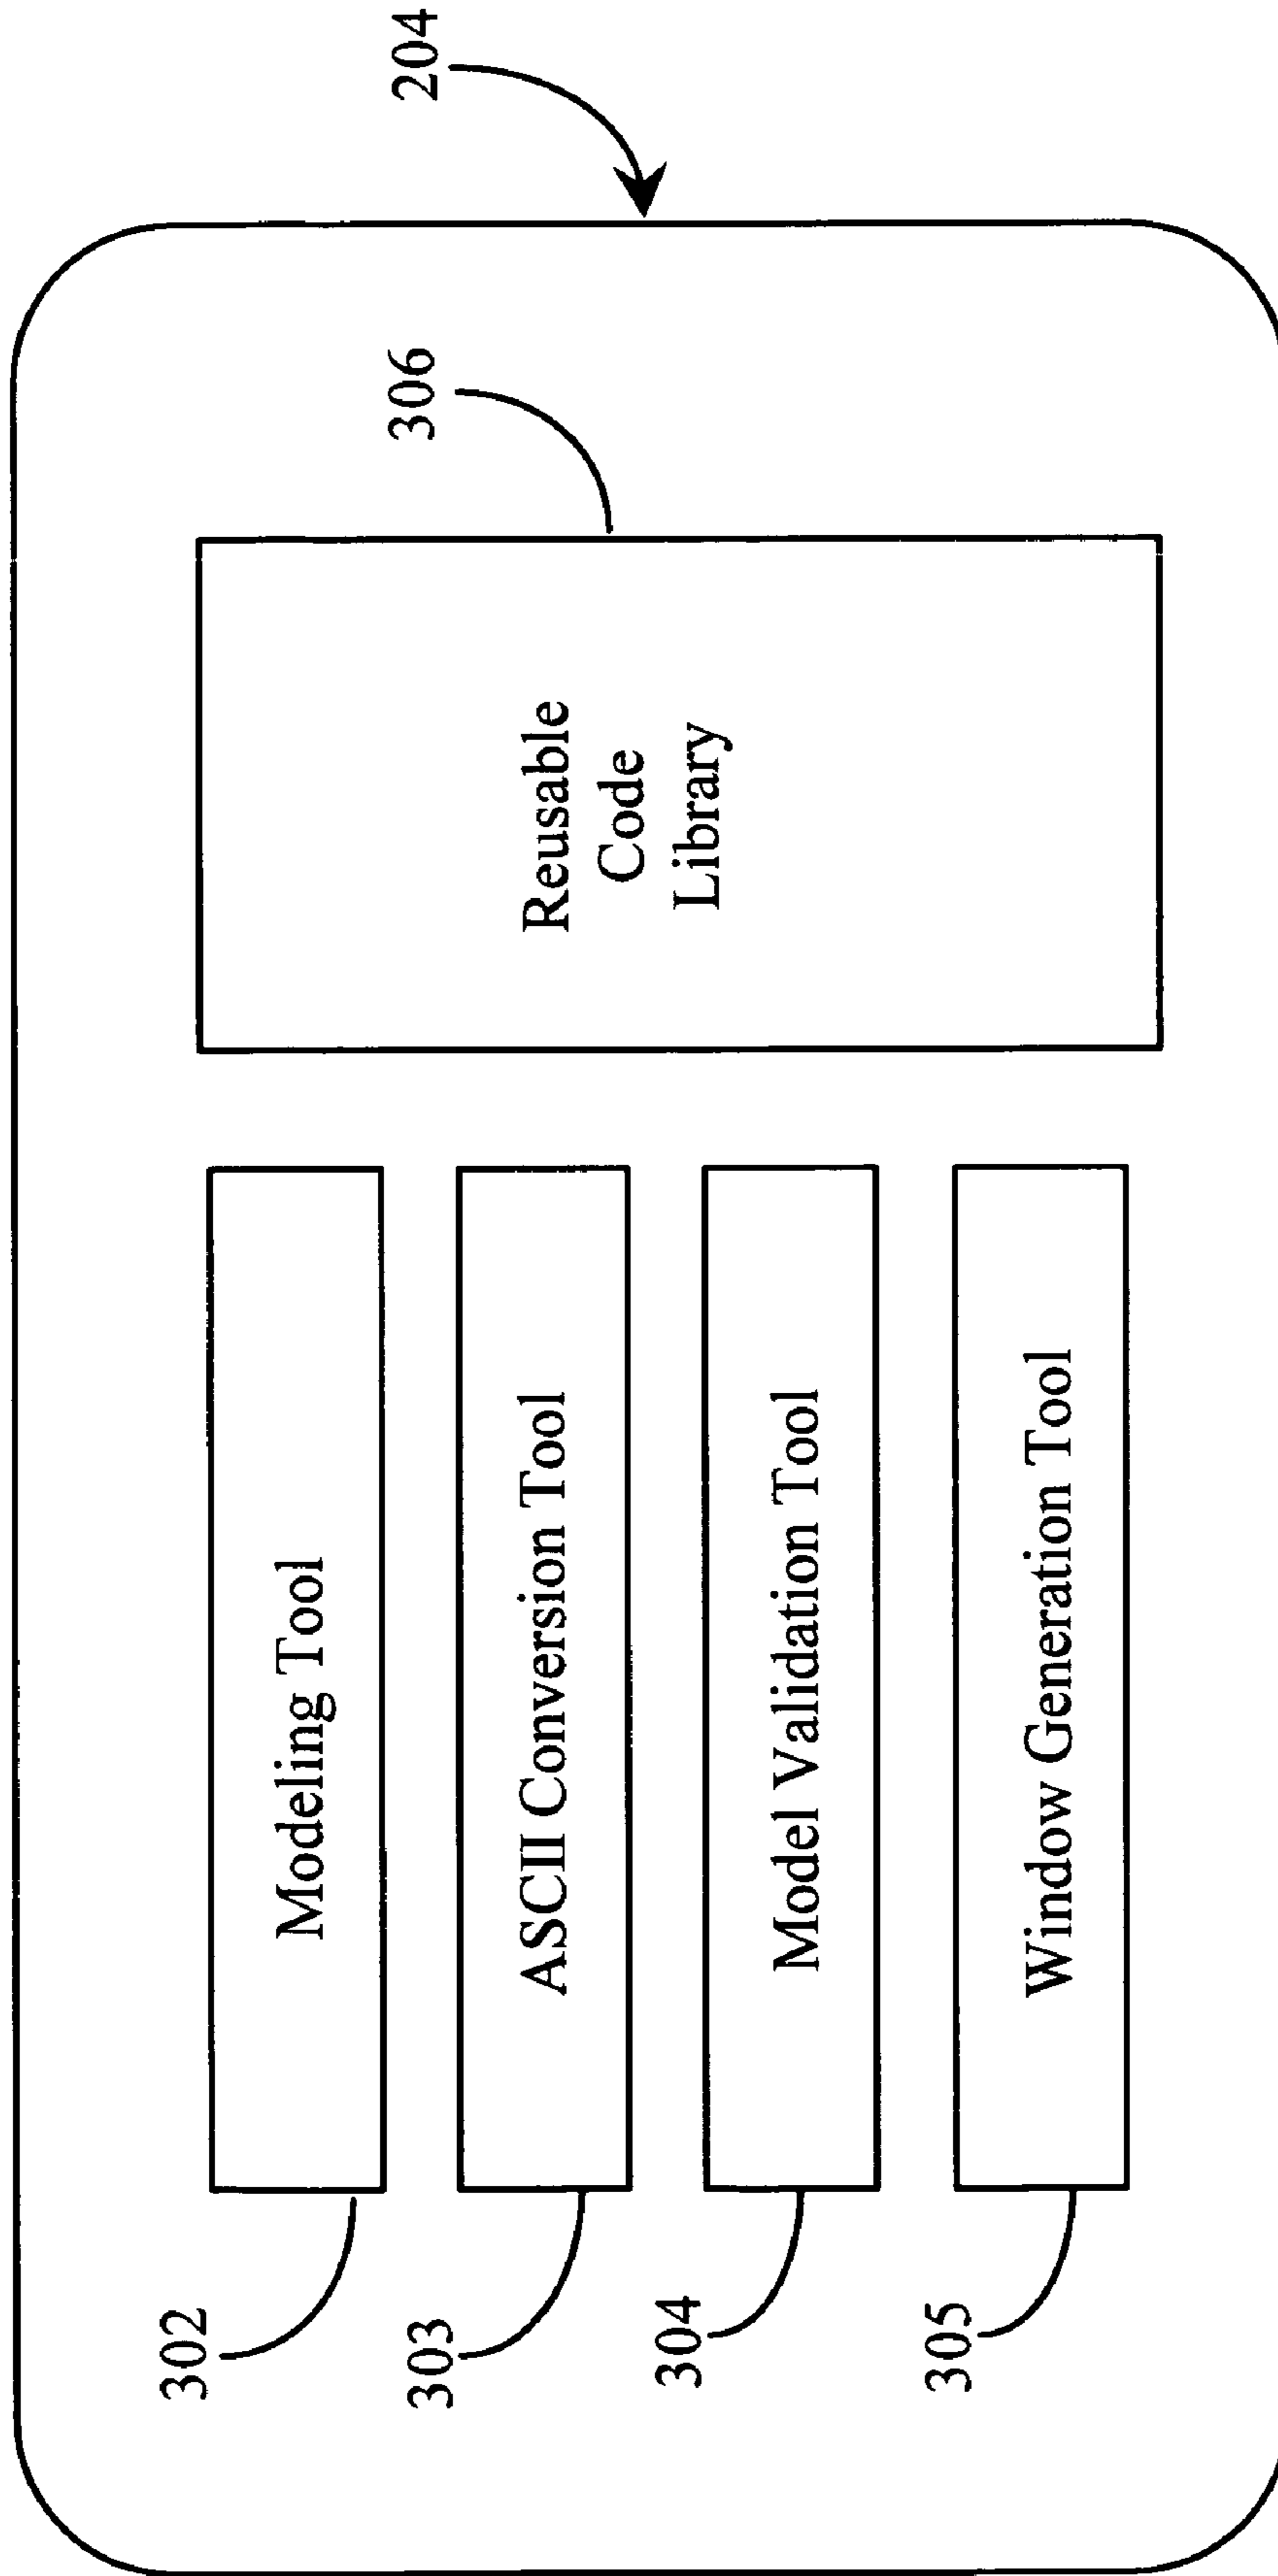 204
306
302
Modeling Tool
303
ASCII Conversion Tool
304
Model Validation Tool
305
Window Generation Tool
Reusable
Code
Library